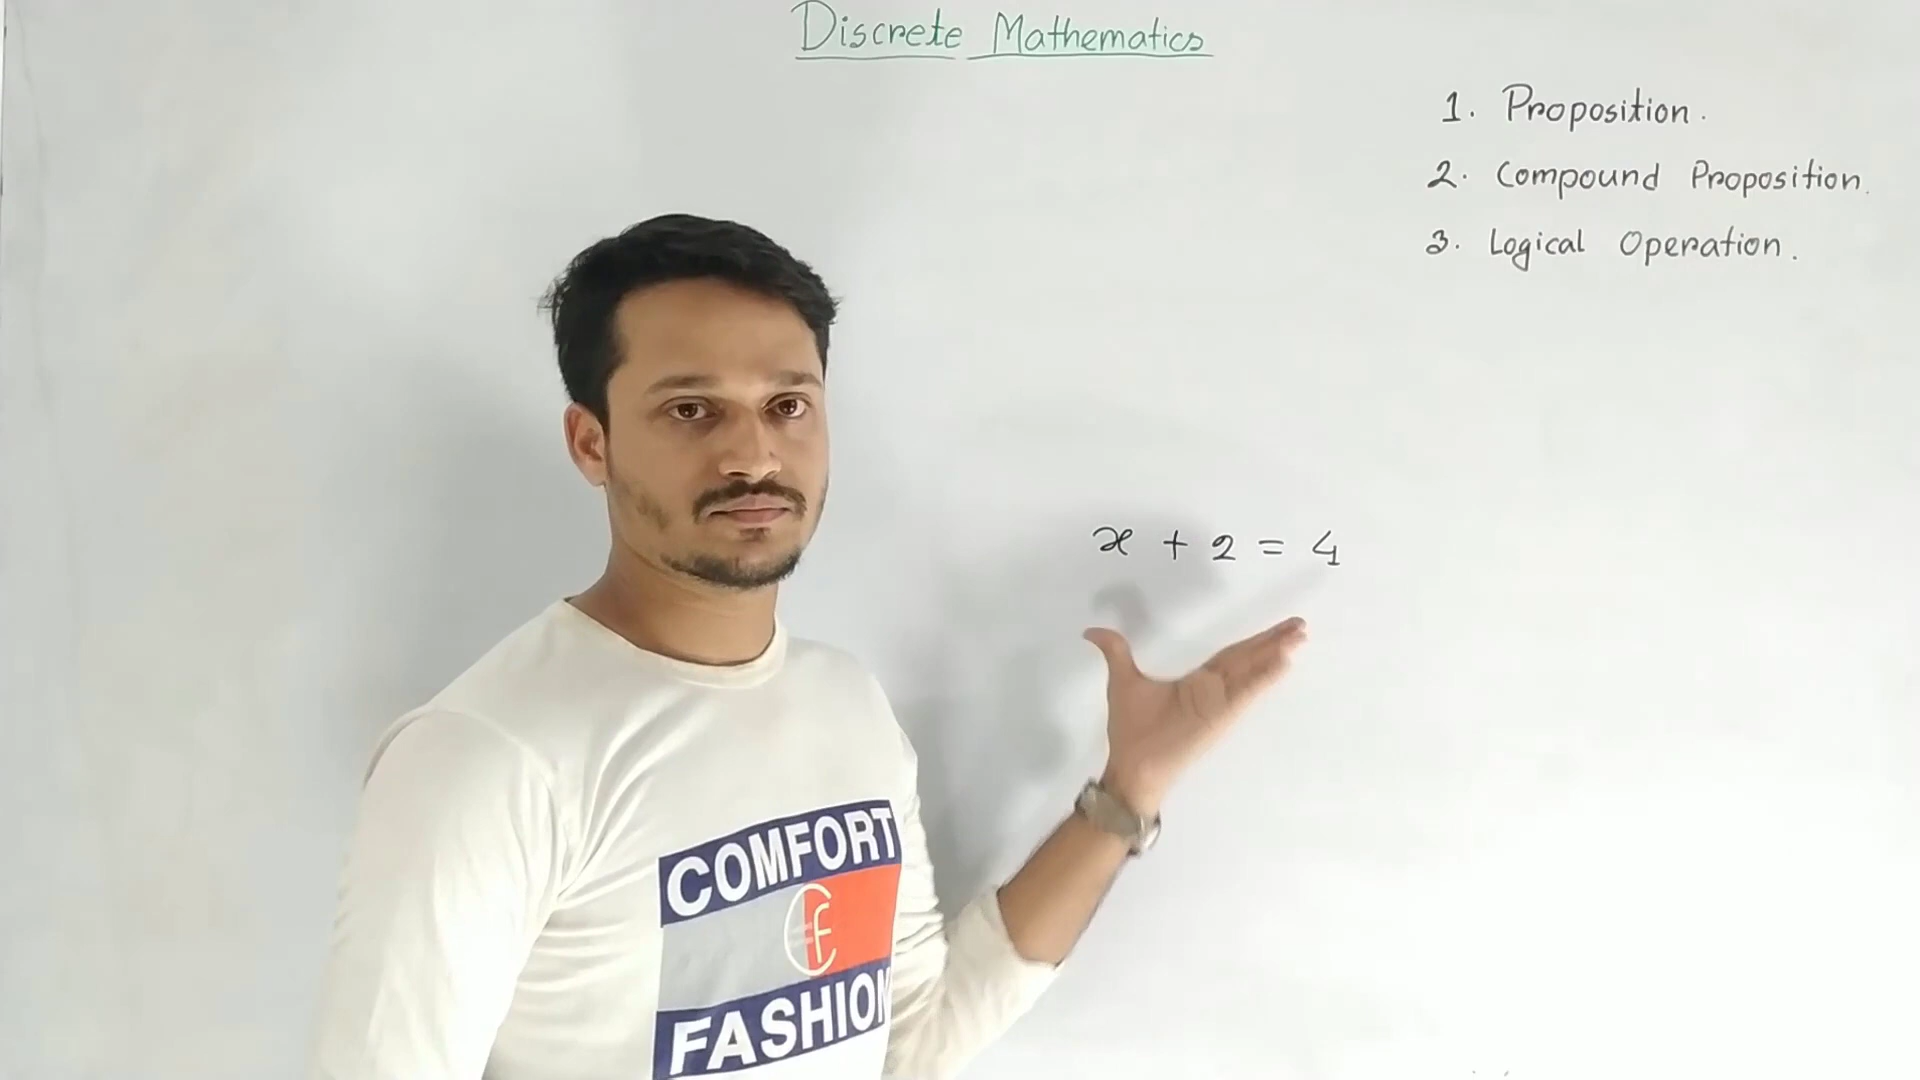 Discrete Mathematics
1. Proposition.
2. Compound Proposition.
3. Logical Operation.
x + 2 = 4
COMFORT
FASHION